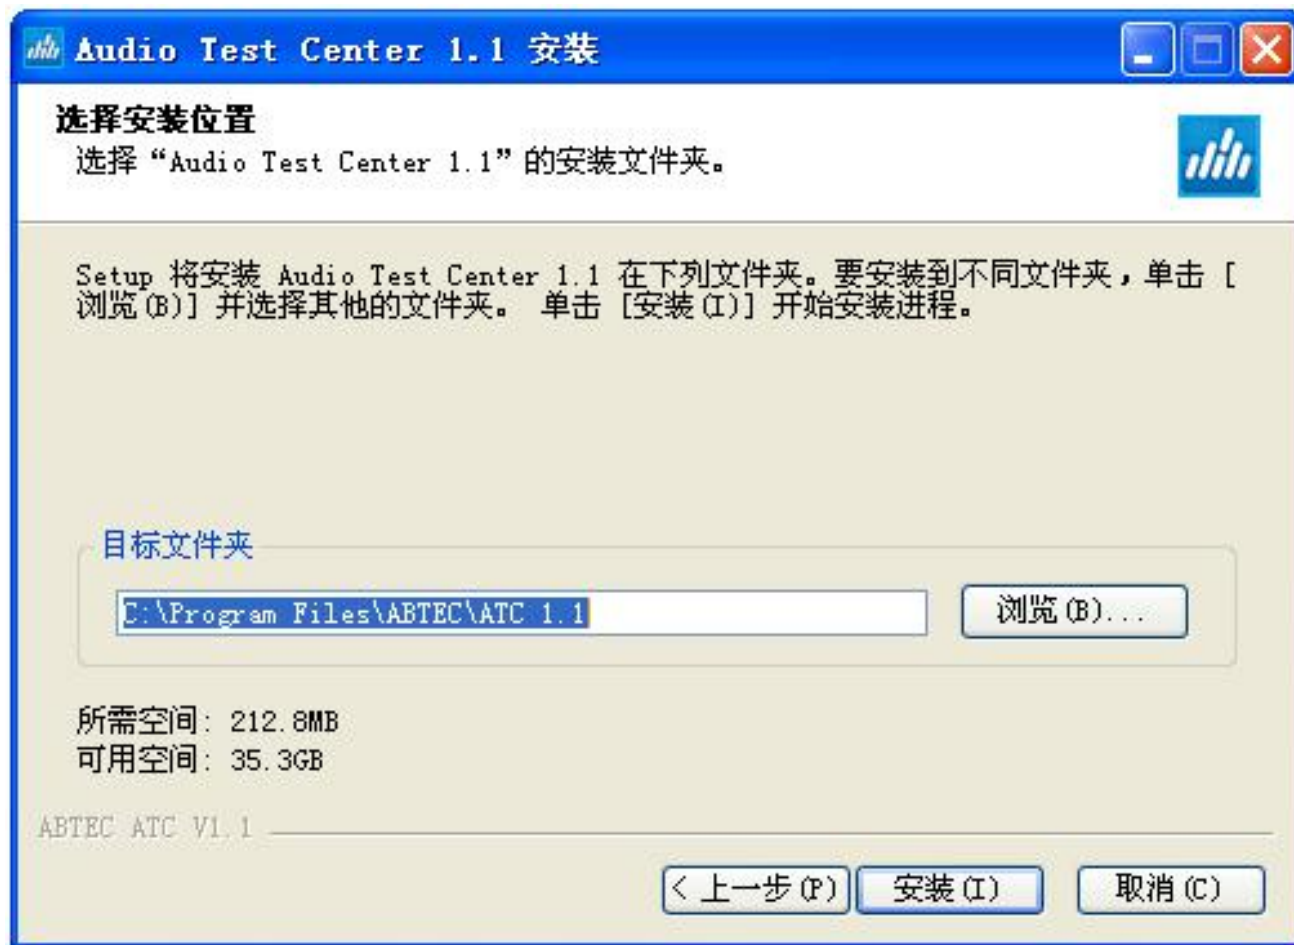 Audio Test Center 1.1 安装
选择安装位置
选择“Audio Test Center 1.1”的安装文件夹。
Setup 将安装 Audio Test Center 1.1 在下列文件夹。要安装到不同文件夹，单击 [
浏览(B)] 并选择其他的文件夹。 单击 [安装(I)] 开始安装进程。
目标文件夹
C:\Program Files\ABTEC\ATC 1.1
浏览(B)...
所需空间: 212.8MB
可用空间: 35.3GB
ABTEC ATC V1.1
< 上一步(P) 安装(I) 取消(C)